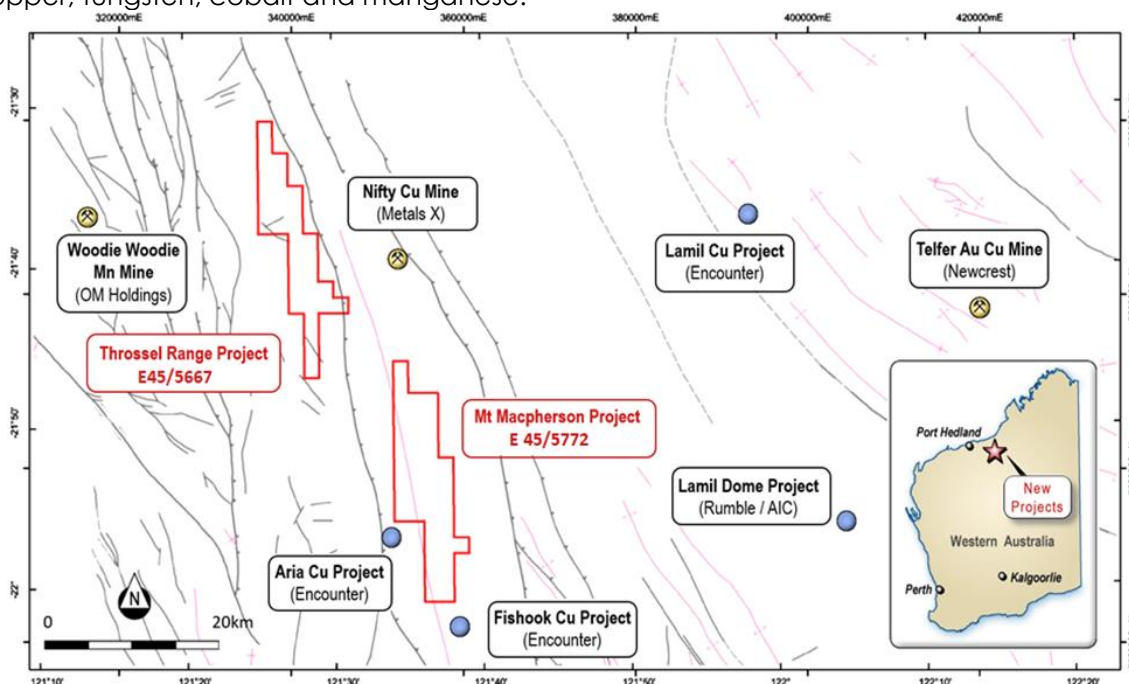 opper, tungsten, cobalt and manganese.
320000mE 340000mE 360000mE 380000mE 400000mE 420000mE
-21°30'
-21°40'
-21°50'
-22°
Nifty Cu Mine
(Metals X)
Woodie Woodie
Mn Mine
(OM Holdings)
Lamil Cu Project
(Encounter)
Telfer Au Cu Mine
(Newcrest)
Throssel Range Project
E45/5667
Mt Macpherson Project
E 45/5772
Lamil Dome Project
(Rumble / AIC)
Aria Cu Project
(Encounter)
Fishook Cu Project
(Encounter)
Port Hedland
New
Projects
Western Australia
Kalgoorlie
Perth
N
0 20km
121°10' 121°20' 121°30' 121°40' 121°50' 122° 122°10' 122°20'